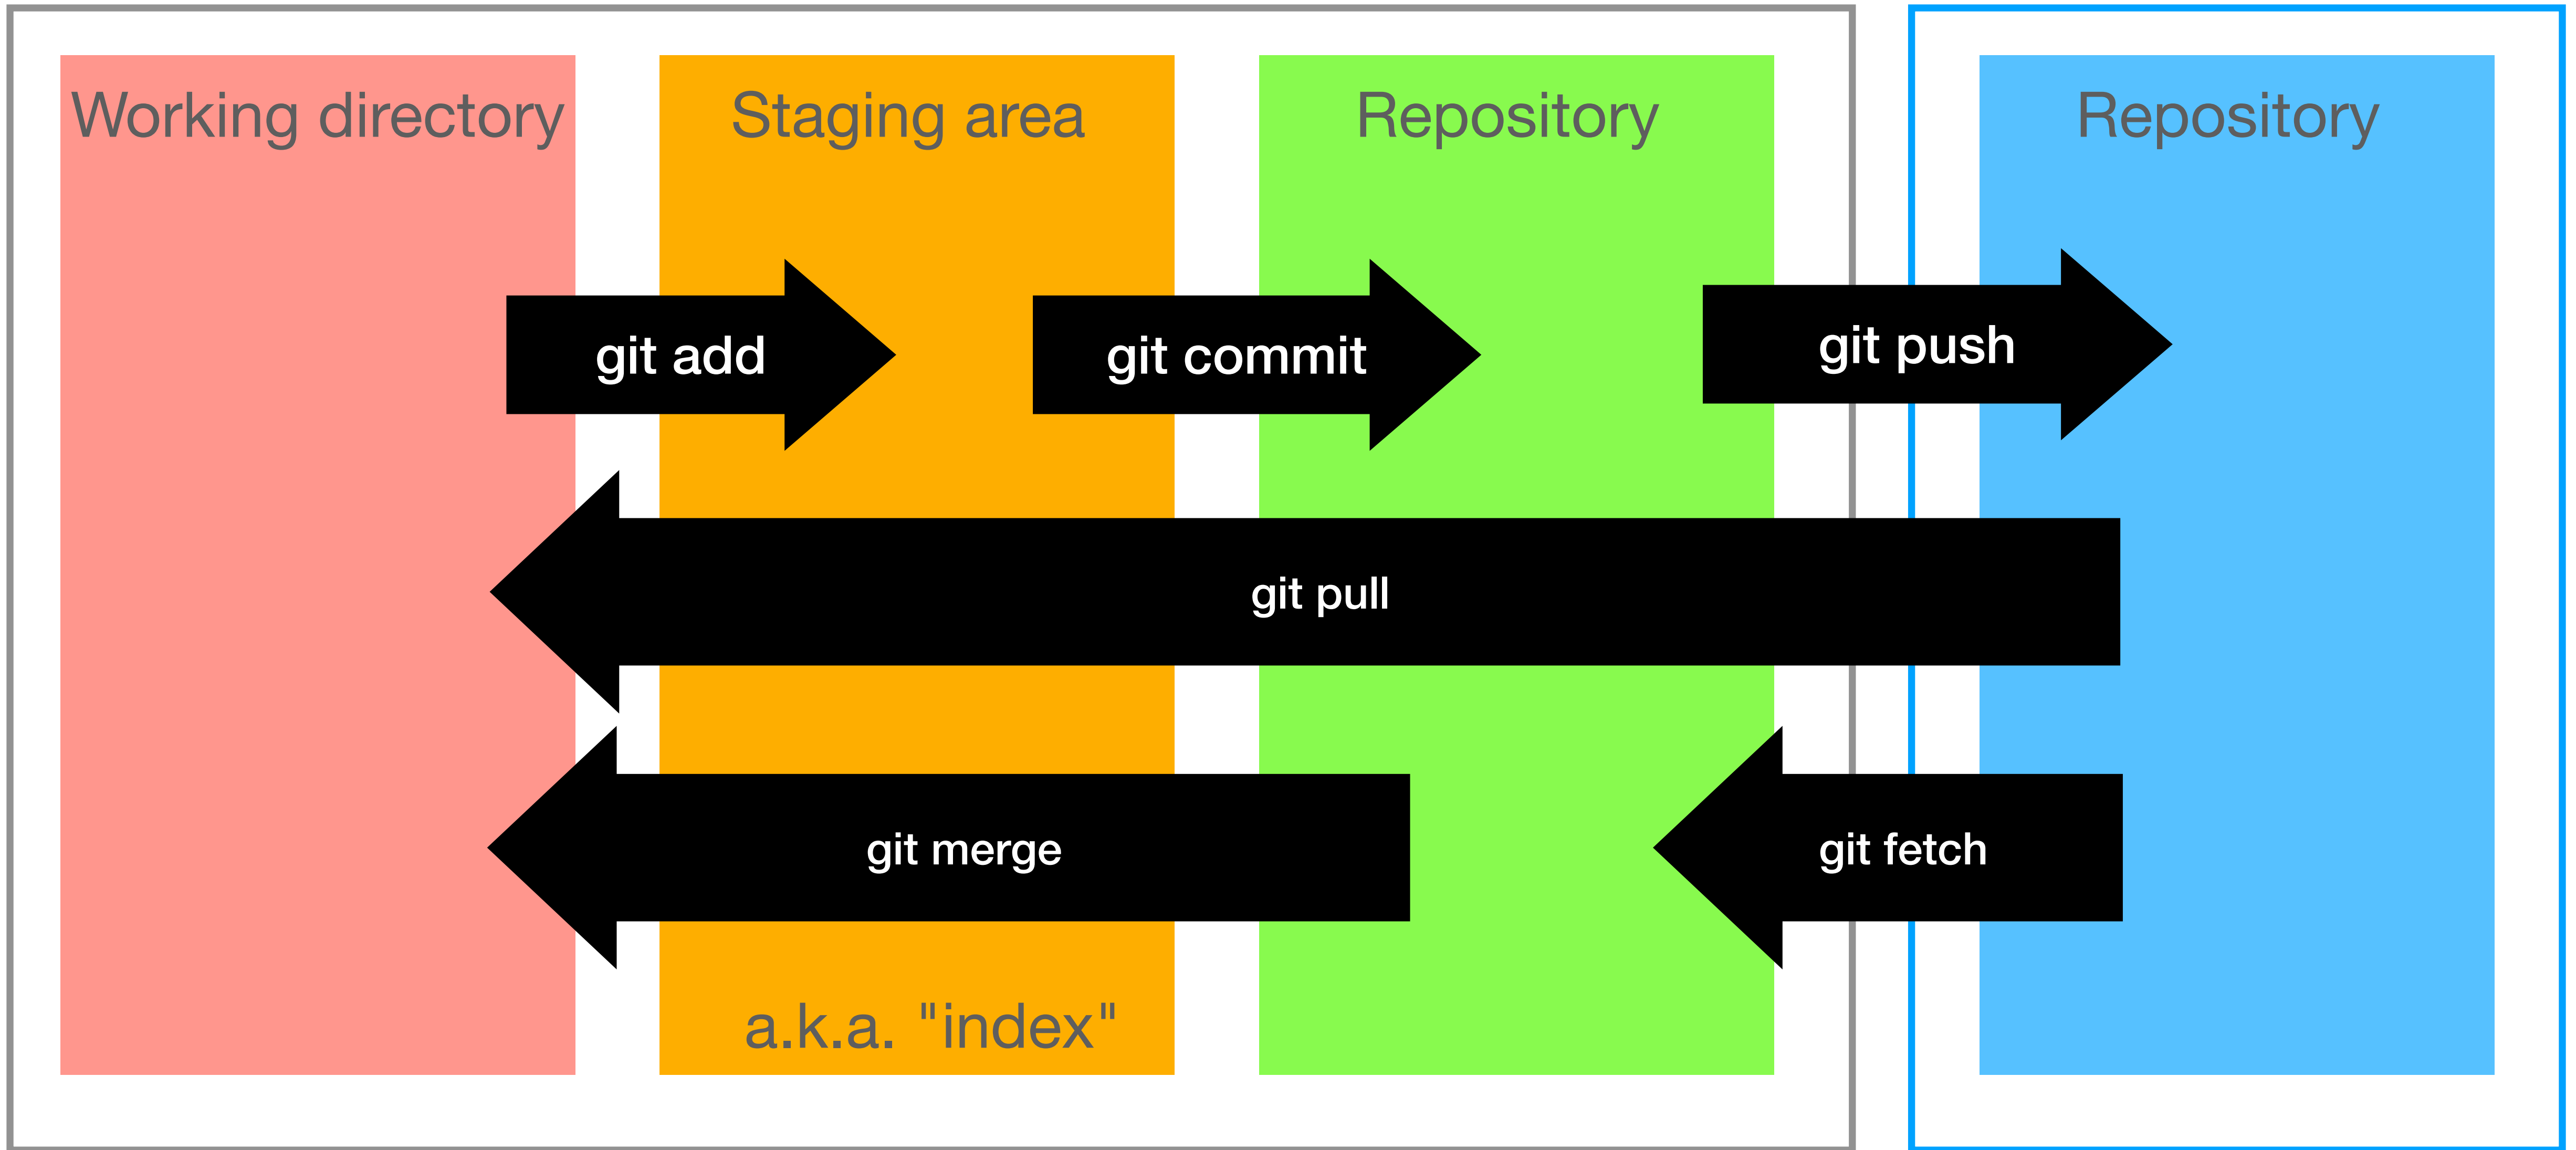 Working directory
Staging area
Repository
Repository
git add
git commit
git push
git pull
git merge
git fetch
a.k.a. "index"